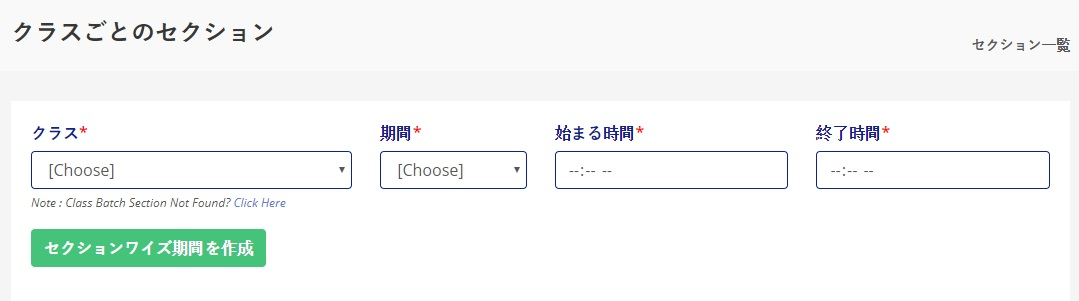 クラスごとのセクション
セクション一覧
クラス* 期間* 始まる時間* 終了時間*
[Choose] [Choose] --:-- -- --:-- --
Note : Class Batch Section Not Found? Click Here
セクションワイズ期間を作成